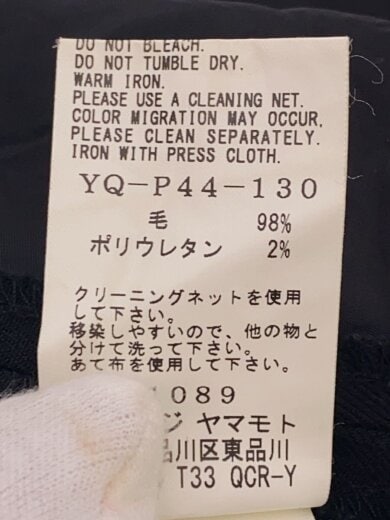 DO NOT BLEACH.
DO NOT TUMBLE DRY.
WARM IRON.
PLEASE USE A CLEANING NET.
COLOR MIGRATION MAY OCCUR.
PLEASE CLEAN SEPARATELY.
IRON WITH PRESS CLOTH.
YQ-P44-130
毛 98%
ポリウレタン 2%
クリーニングネットを使用
して下さい。
移染しやすいので、他の物と
分けて洗って下さい。
あて布を使用して下さい。
089
ジ ヤマモト
品川区東品川
T33 QCR-Y